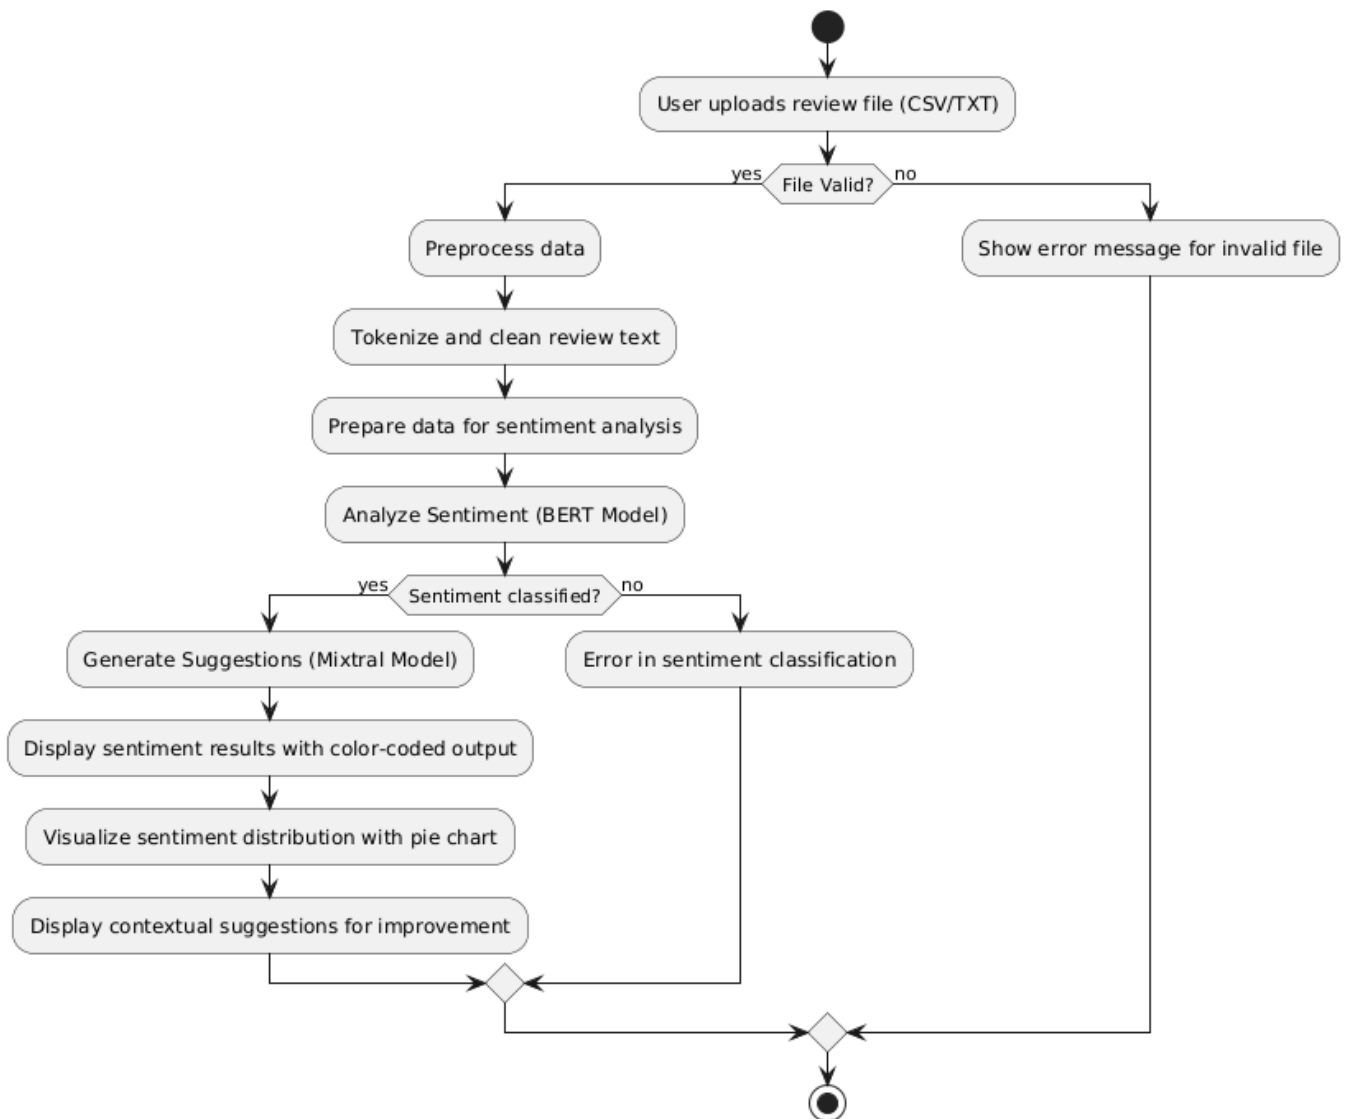 User uploads review file (CSV/TXT)
yes
File Valid?
no
Preprocess data
Show error message for invalid file
Tokenize and clean review text
Prepare data for sentiment analysis
Analyze Sentiment (BERT Model)
yes
Sentiment classified?
no
Generate Suggestions (Mixtral Model)
Error in sentiment classification
Display sentiment results with color-coded output
Visualize sentiment distribution with pie chart
Display contextual suggestions for improvement